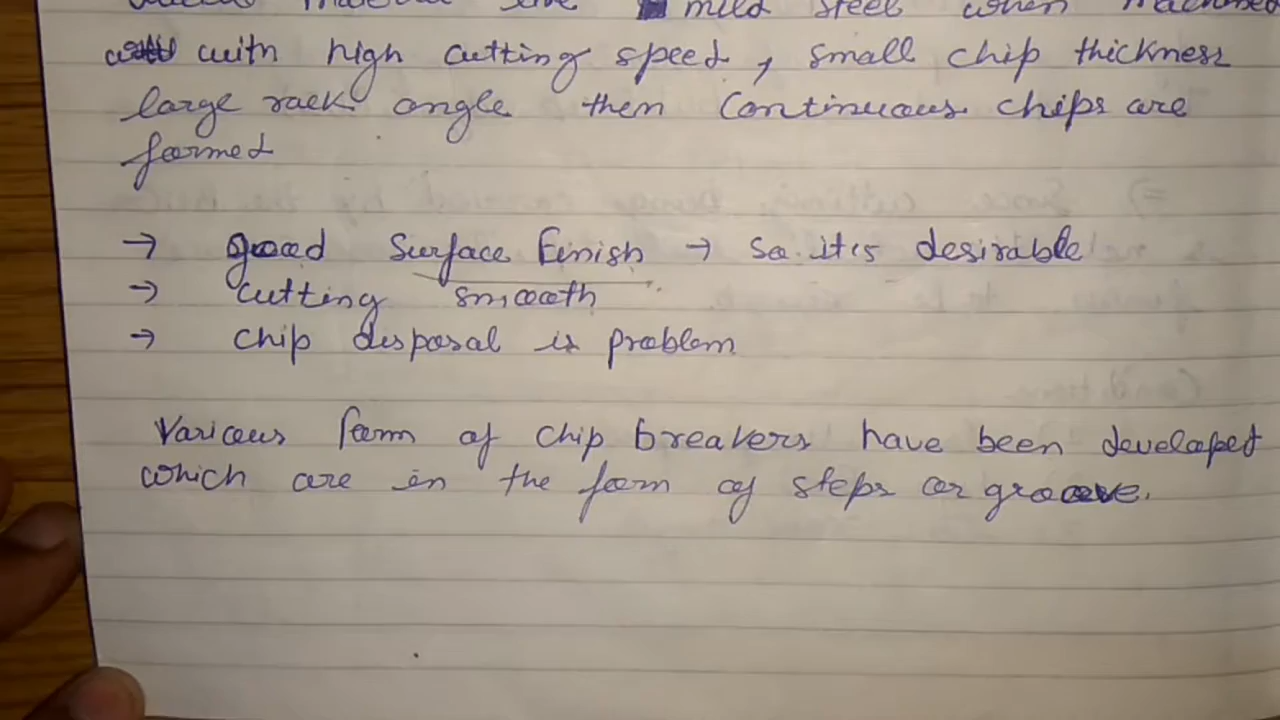 mild steel when machined
with high cutting speed, small chip thickness
large rack angle then Continuous chips are
formed
→ good Surface Finish → So it is desirable
→ cutting smooth
→ chip disposal is problem
Various form of chip breakers have been developed
which are in the form of steps or groove.